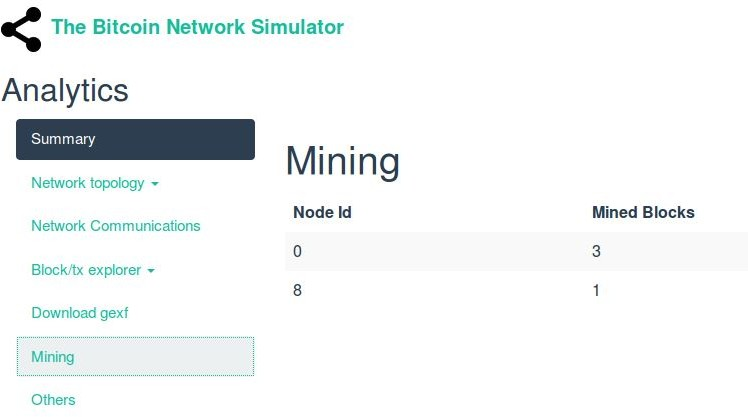 The Bitcoin Network Simulator
Analytics
Summary
Network topology
Network Communications
Block/tx explorer
Download gexf
Mining
Others
Mining
Node Id Mined Blocks
0 3
8 1